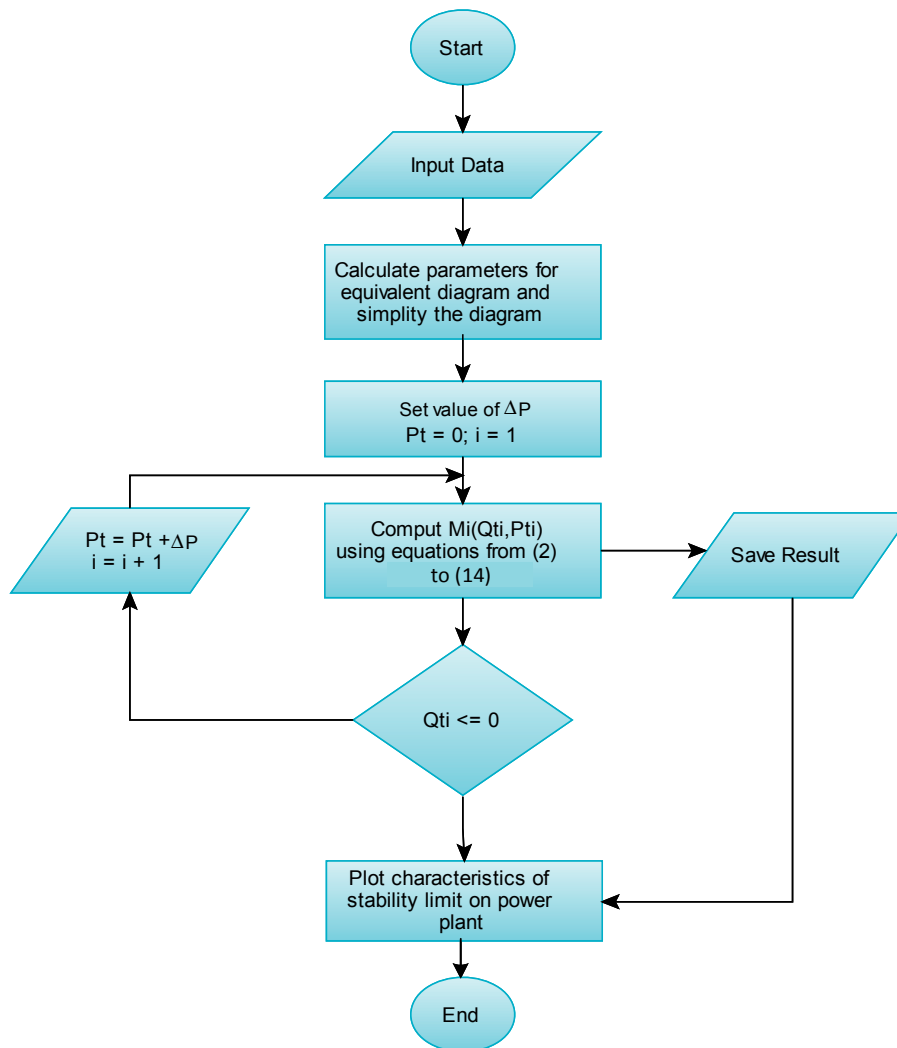 Start
Input Data
Calculate parameters for
equivalent diagram and
simplity the diagram
Set value of ΔP
Pt = 0; i = 1
Pt = Pt +ΔP
i = i + 1
Comput Mi(Qti,Pti)
using equations from (2)
to (14)
Save Result
Qti <= 0
Plot characteristics of
stability limit on power
plant
End